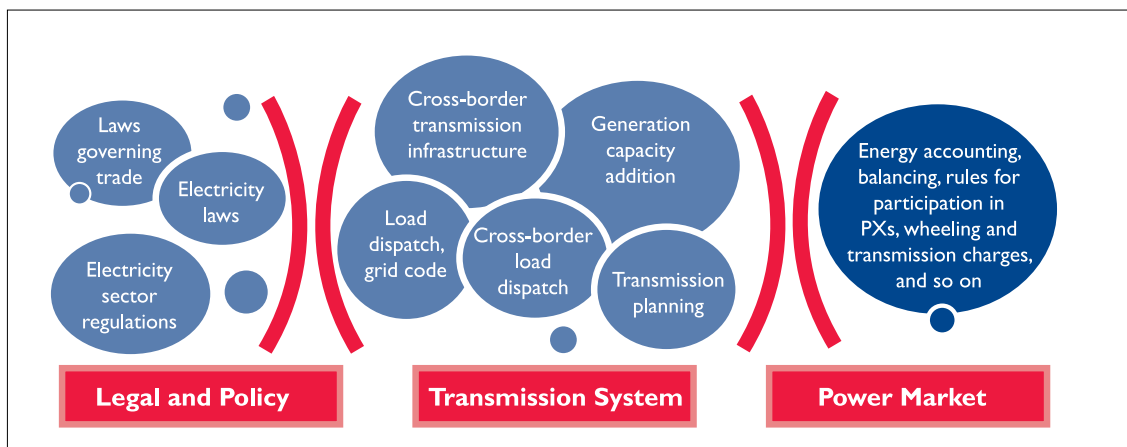 Laws
governing
trade
Electricity
laws
Electricity
sector
regulations
Legal and Policy
Cross-border
transmission
infrastructure
Generation
capacity
addition
Load
dispatch,
grid code
Cross-border
load
dispatch
Transmission
planning
Transmission System
Energy accounting,
balancing, rules for
participation in
PXs, wheeling and
transmission charges,
and so on
Power Market